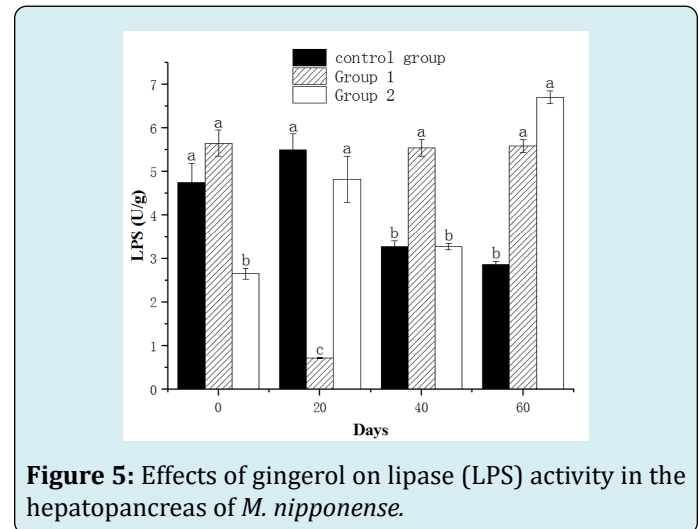 control group
Group 1
Group 2
7
6
5
4
3
2
1
0
LPS (U/g)
a
a
b
a
c
a
b
a
b
b
a
a
0
20
40
60
Days
Figure 5: Effects of gingerol on lipase (LPS) activity in the
hepatopancreas of M. nipponense.